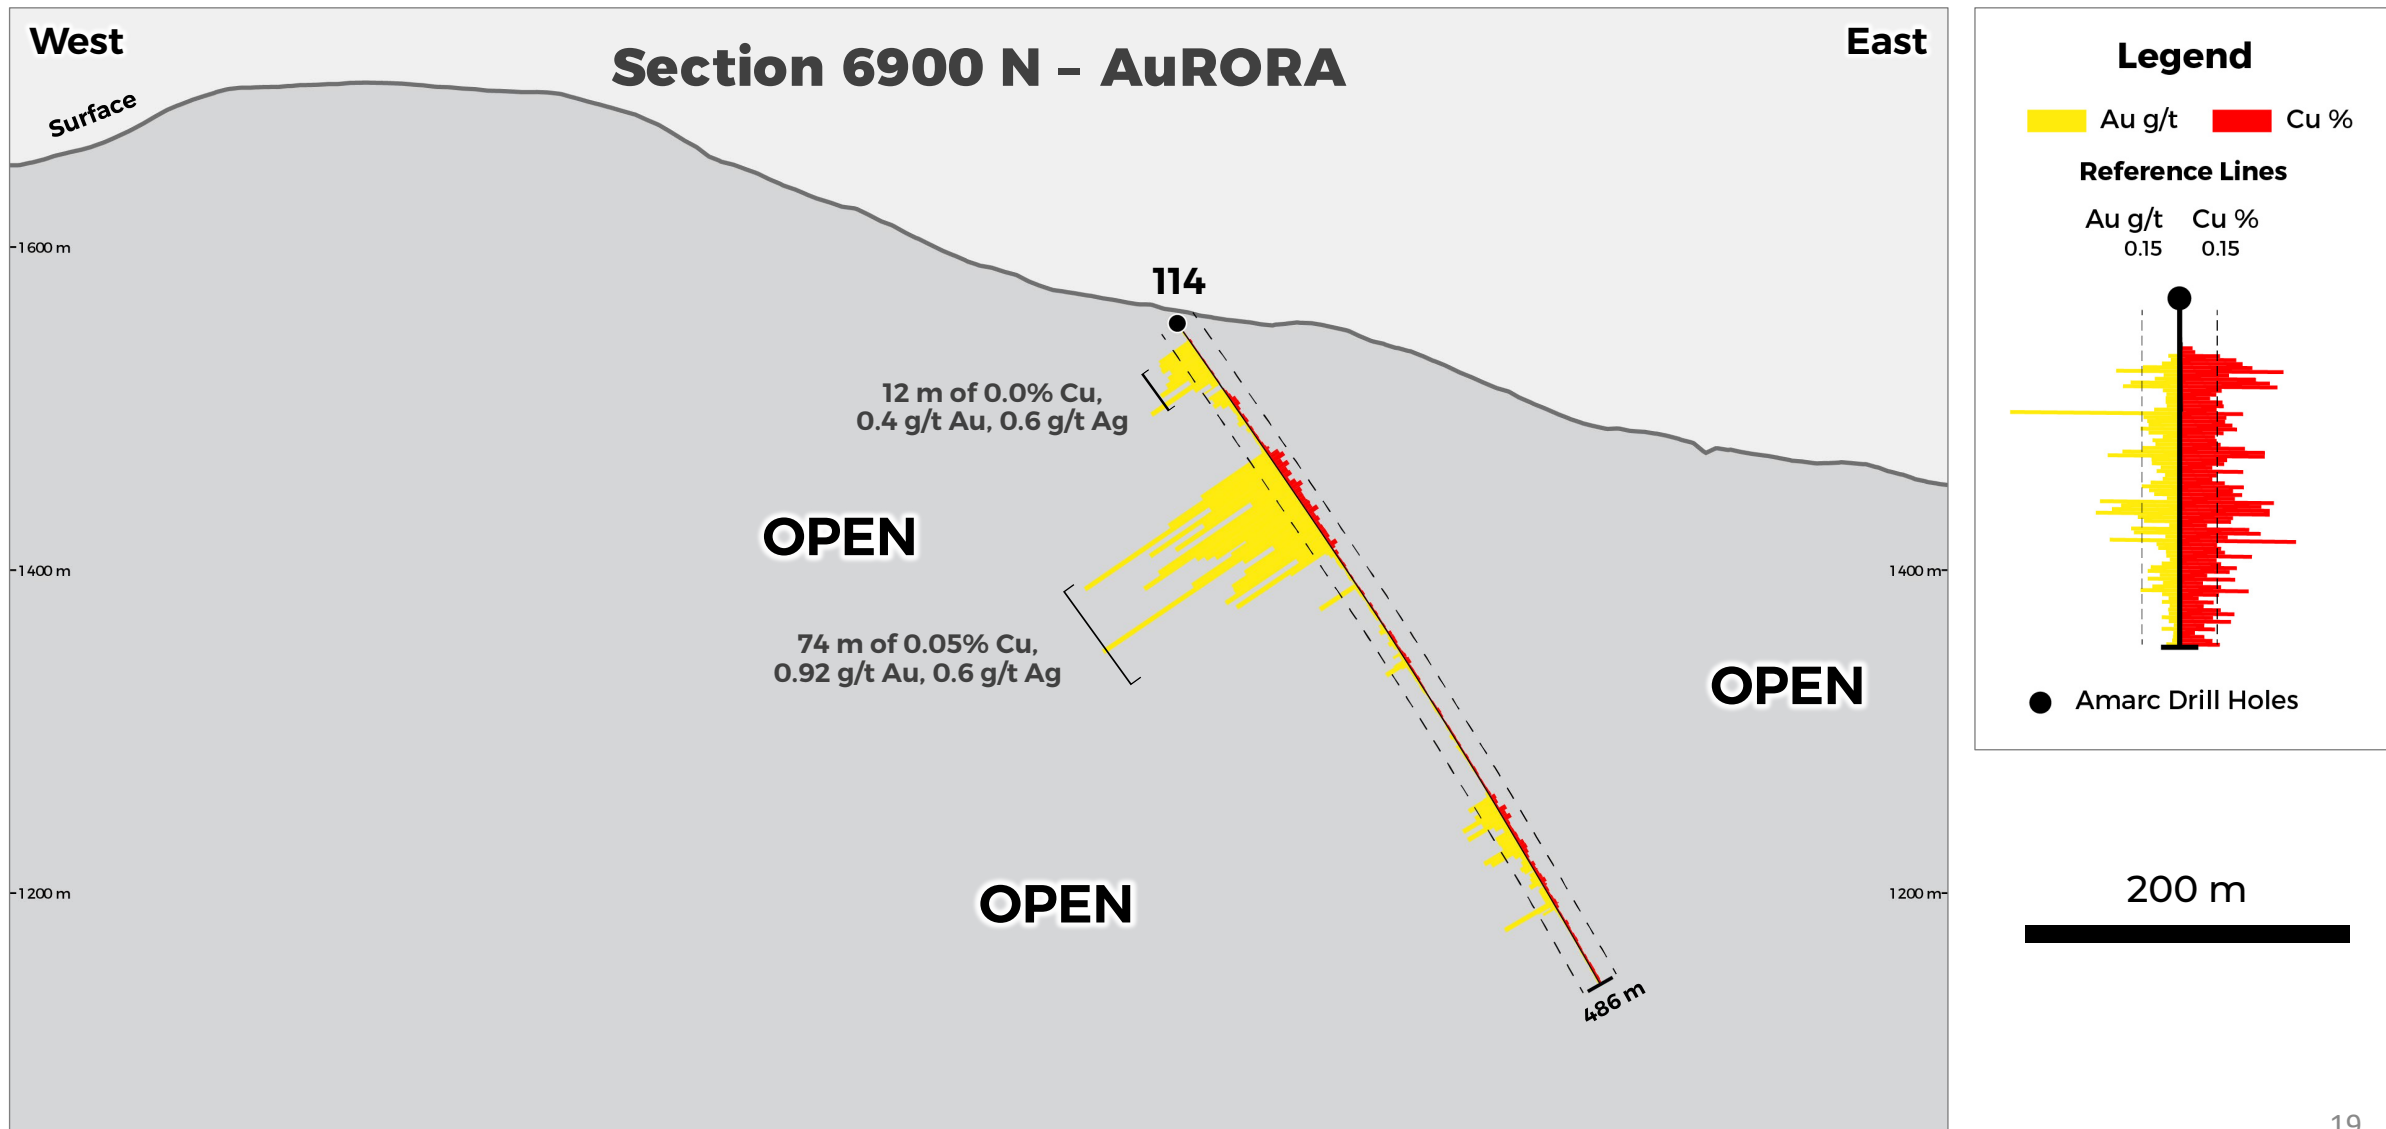 West
Section 6900 N – AuRORA
East
Surface
1600 m
114
12 m of 0.0% Cu,
0.4 g/t Au, 0.6 g/t Ag
OPEN
1400 m
1400 m
74 m of 0.05% Cu,
0.92 g/t Au, 0.6 g/t Ag
OPEN
1200 m
OPEN
1200 m
486 m
Legend
Au g/t
Cu %
Reference Lines
Au g/t Cu %
0.15 0.15
Amarc Drill Holes
200 m
19